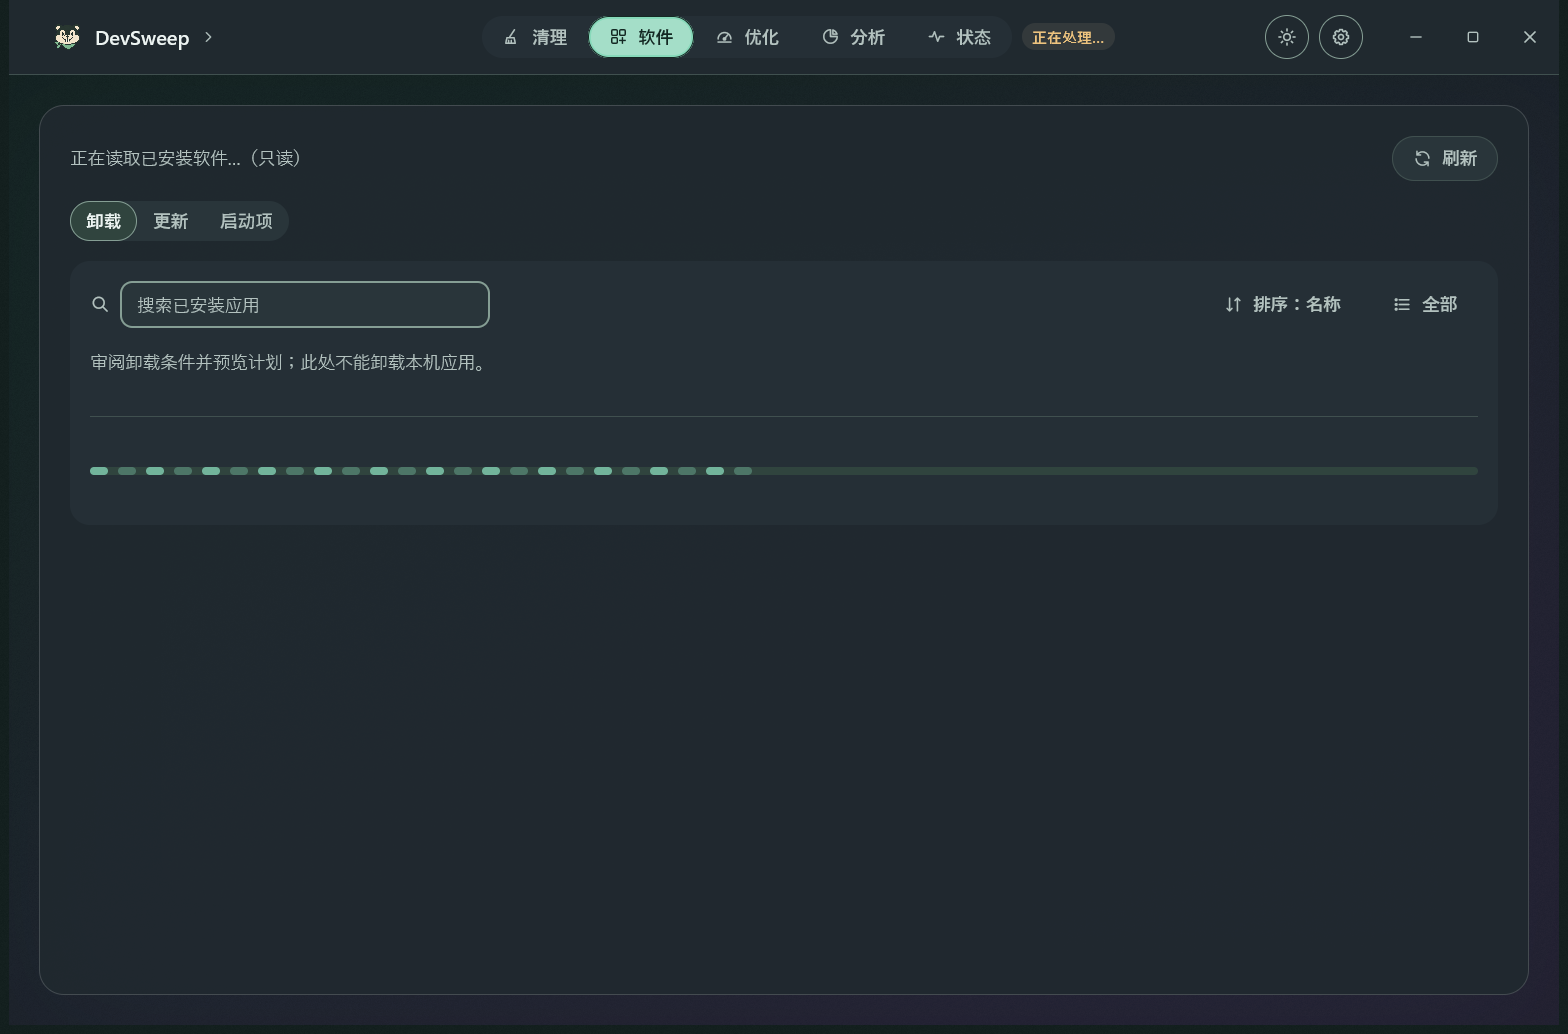 DevSweep
清理 软件 优化 分析 状态 正在处理...
正在读取已安装软件...（只读） 刷新
卸载 更新 启动项
搜索已安装应用 排序：名称 全部
审阅卸载条件并预览计划；此处不能卸载本机应用。